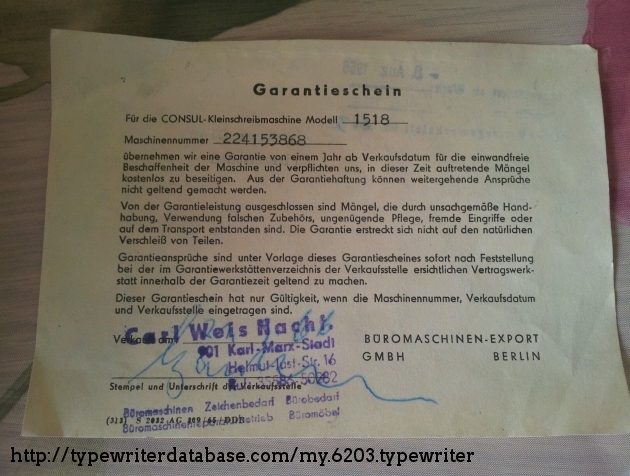 Garantieschein
Für die CONSUL-Kleinschreibmaschine Modell 1518
Maschinennummer 224153868
übernehmen wir eine Garantie von einem Jahr ab Verkaufsdatum für die einwandfreie
Beschaffenheit der Maschine und verpflichten uns, in dieser Zeit auftretende Mängel
kostenlos zu beseitigen. Aus der Garantiehaftung können weitergehende Ansprüche
nicht geltend gemacht werden.
Von der Garantieleistung ausgeschlossen sind Mängel, die durch unsachgemäße Hand-
habung, Verwendung falschen Zubehörs, ungenügende Pflege, fremde Eingriffe oder
auf dem Transport entstanden sind. Die Garantie erstreckt sich nicht auf den natürlichen
Verschleiß von Teilen.
Garantieansprüche sind unter Vorlage dieses Garantiescheines sofort nach Feststellung
bei der im Garantiewerkstättenverzeichnis der Verkaufsstelle ersichtlichen Vertragswerk-
statt innerhalb der Garantiezeit geltend zu machen.
Dieser Garantieschein hat nur Gültigkeit, wenn die Maschinennummer, Verkaufsdatum
und Verkaufsstelle eingetragen sind.
Carl Weis Nachf.
Verkauft am
901 Karl-Marx-Stadt
Str. 16
BÜROMASCHINEN-EXPORT
GMBH BERLIN
Stempel und Unterschrift der Verkaufsstelle
Büromaschinen Zeichenbedarf Bürobedarf
Büromöbel
http://typewriterdatabase.com/my.6203.typewriter